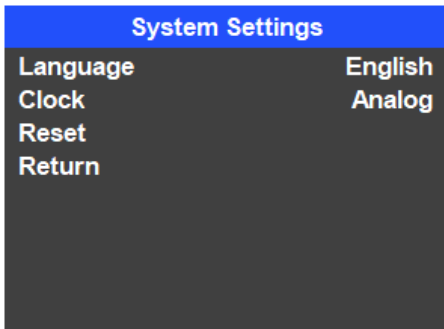 System Settings
Language English
Clock Analog
Reset
Return